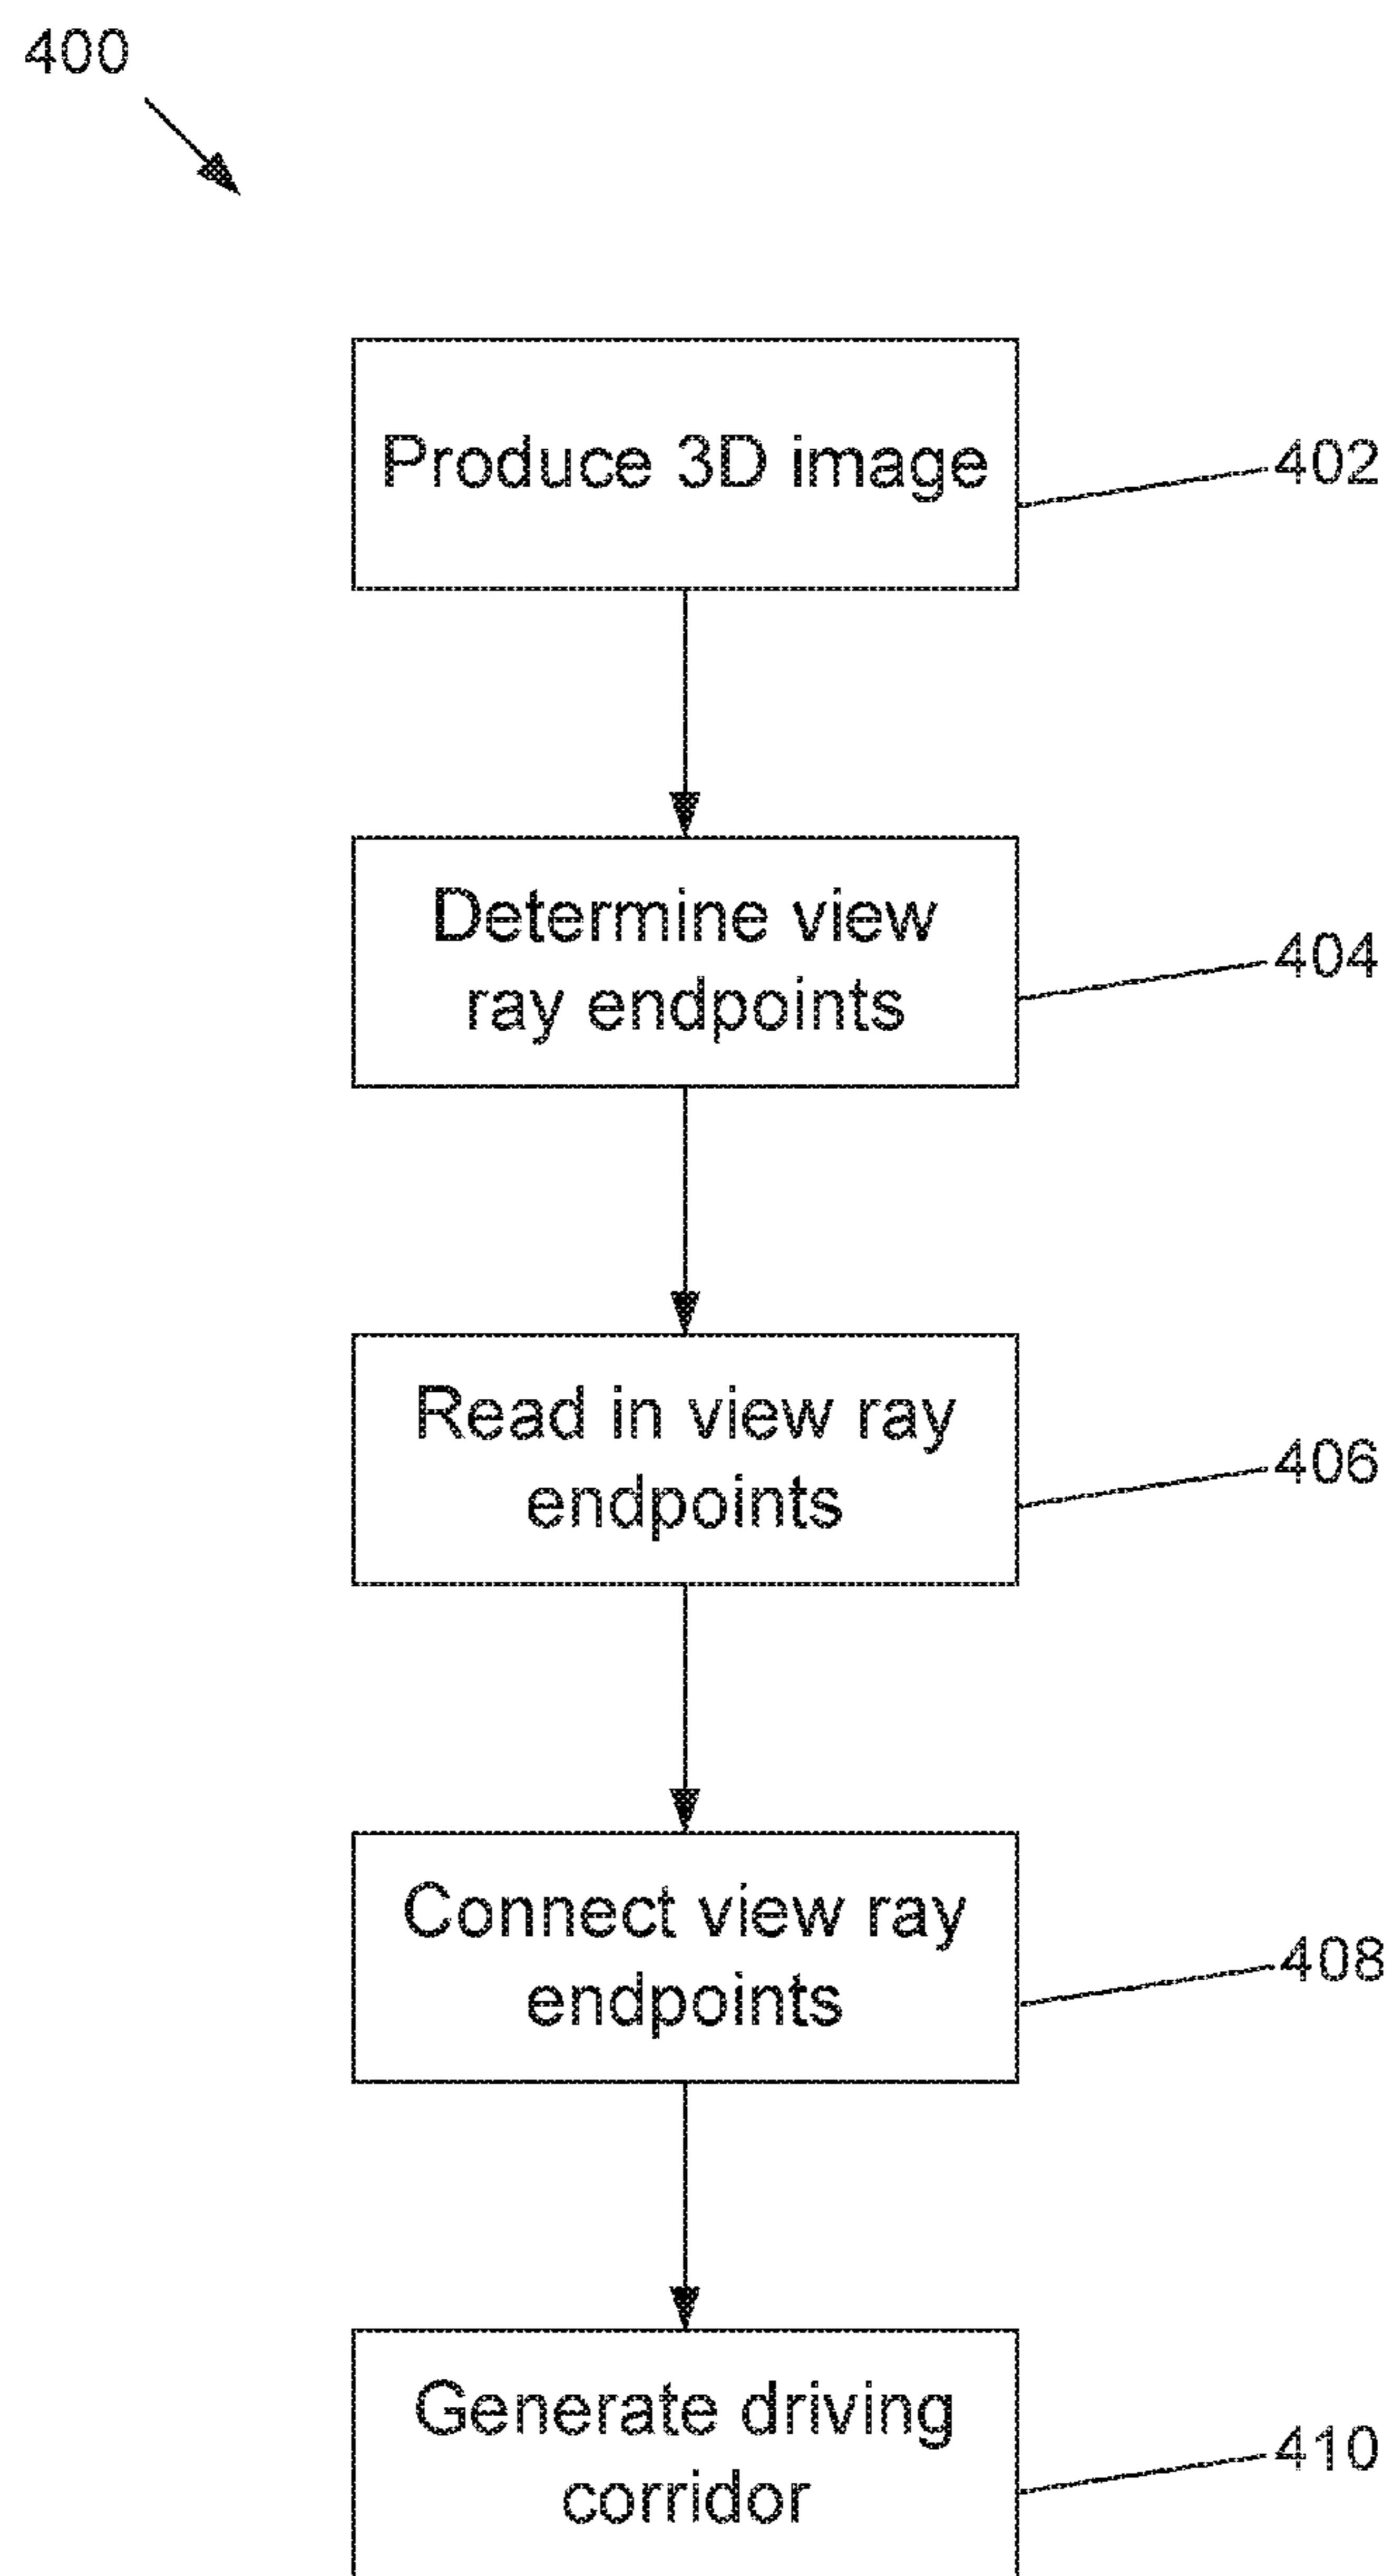 400
Produce 3D image
402
Determine view
ray endpoints
404
Read in view ray
endpoints
406
Connect view ray
endpoints
408
Generate driving
corridor
410